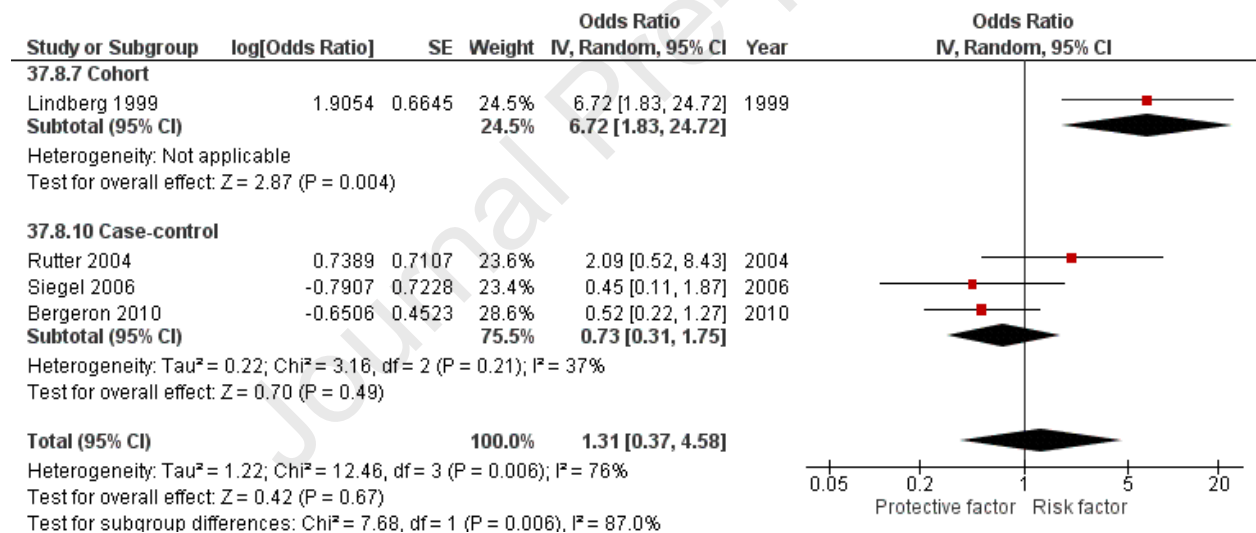 Odds Ratio Odds Ratio
Study or Subgroup log[Odds Ratio] SE Weight IV, Random, 95% CI Year IV, Random, 95% CI
37.8.7 Cohort
Lindberg 1999 1.9054 0.6645 24.5% 6.72 [1.83, 24.72] 1999
Subtotal (95% CI) 24.5% 6.72 [1.83, 24.72]
Heterogeneity: Not applicable
Test for overall effect: Z = 2.87 (P = 0.004)
37.8.10 Case-control
Rutter 2004 0.7389 0.7107 23.6% 2.09 [0.52, 8.43] 2004
Siegel 2006 -0.7907 0.7228 23.4% 0.45 [0.11, 1.87] 2006
Bergeron 2010 -0.6506 0.4523 28.6% 0.52 [0.22, 1.27] 2010
Subtotal (95% CI) 75.5% 0.73 [0.31, 1.75]
Heterogeneity: Tau² = 0.22; Chi² = 3.16, df = 2 (P = 0.21); I² = 37%
Test for overall effect: Z = 0.70 (P = 0.49)
Total (95% CI) 100.0% 1.31 [0.37, 4.58]
Heterogeneity: Tau² = 1.22; Chi² = 12.46, df = 3 (P = 0.006); I² = 76%
Test for overall effect: Z = 0.42 (P = 0.67)
Test for subgroup differences: Chi² = 7.68, df = 1 (P = 0.006), I² = 87.0%
0.05 0.2 1 5 20
Protective factor Risk factor
Journal Pre-